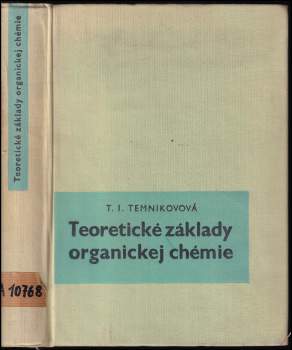 Teoretické základy organickej chémie
A 10768
T. I. TEMNIKOVOVÁ
Teoretické základy
organickej chémie